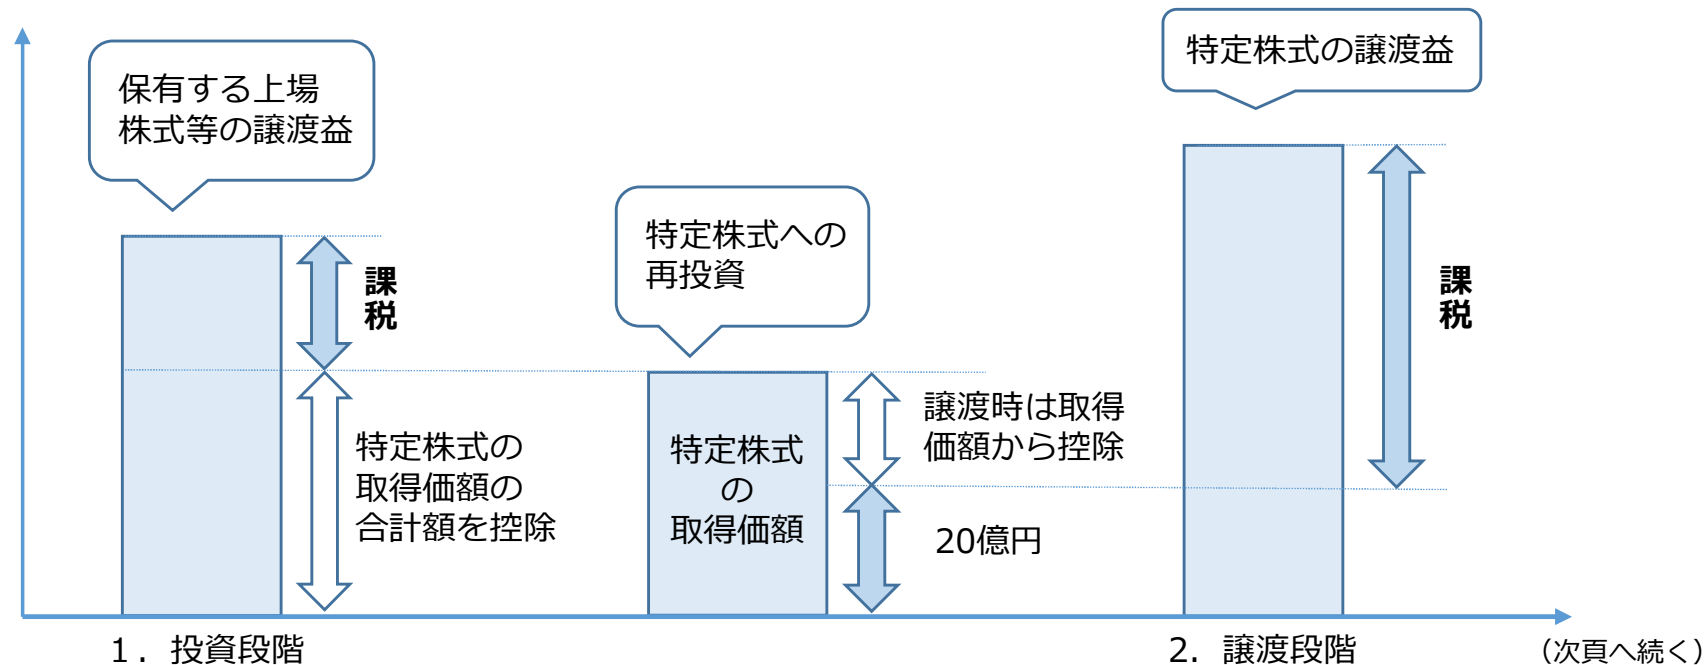 保有する上場
株式等の譲渡益
課税
特定株式の
取得価額の
合計額を控除
特定株式への
再投資
特定株式
の
取得価額
譲渡時は取得
価額から控除
20億円
特定株式の譲渡益
課税
1．投資段階
2．譲渡段階
（次頁へ続く）